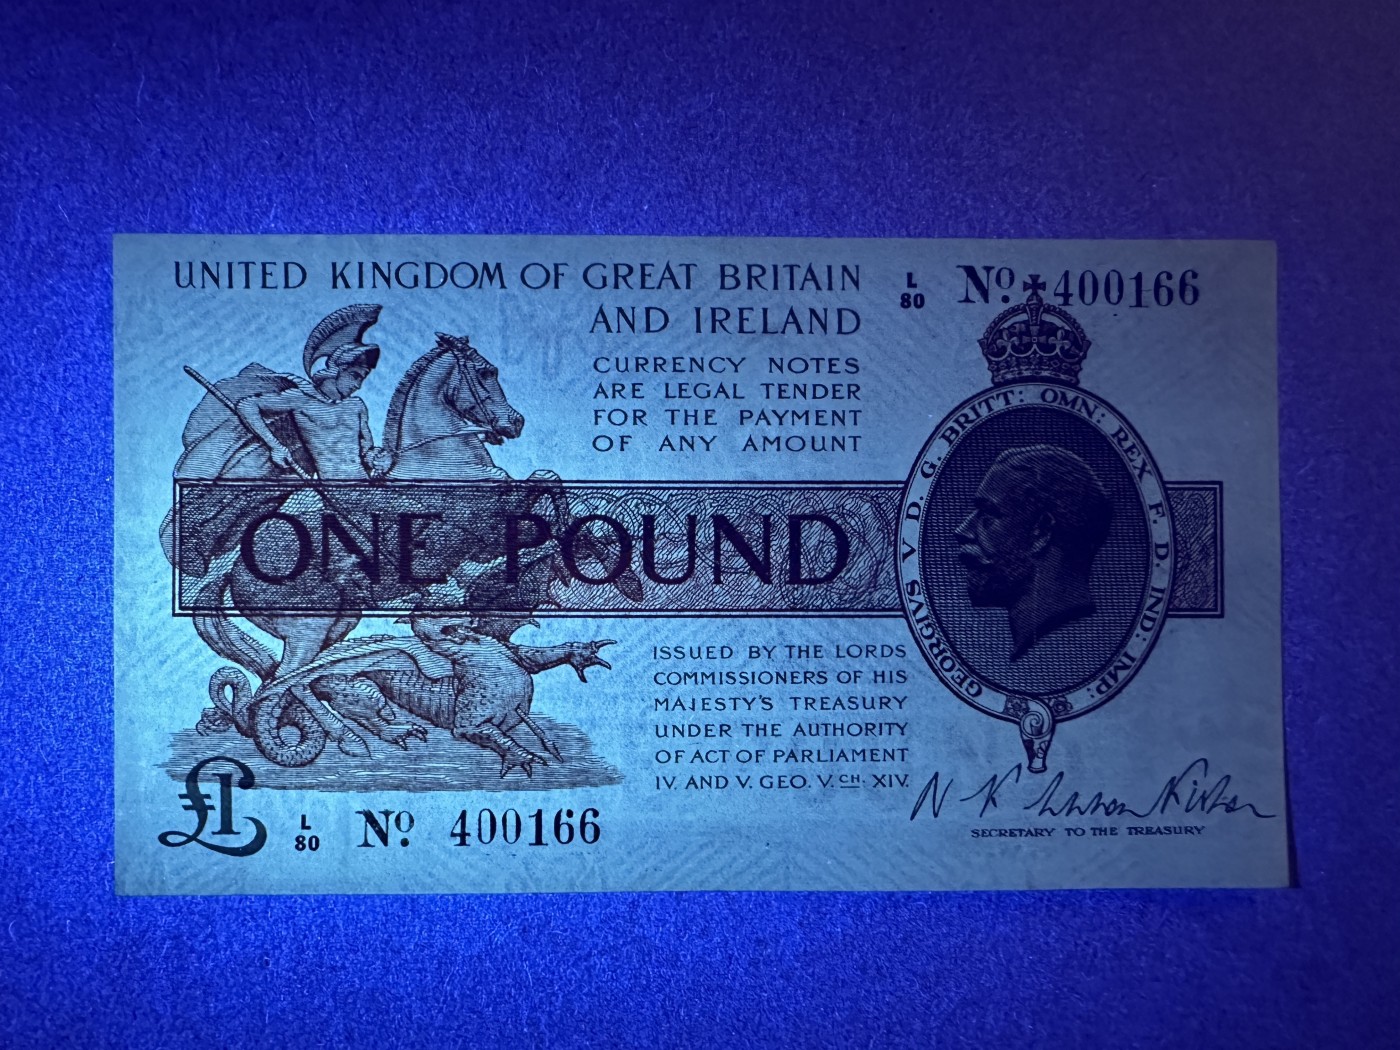 UNITED KINGDOM OF GREAT BRITAIN
AND IRELAND
L
80 Nº 400166
CURRENCY NOTES
ARE LEGAL TENDER
FOR THE PAYMENT
OF ANY AMOUNT
GEORGIVS V D. G. BRITT: OMN: REX F. D. IND: IMP:
ONE POUND
ISSUED BY THE LORDS
COMMISSIONERS OF HIS
MAJESTY'S TREASURY
UNDER THE AUTHORITY
OF ACT OF PARLIAMENT
IV. AND V. GEO. V. CH. XIV.
£1
L
80 Nº 400166
SECRETARY TO THE TREASURY